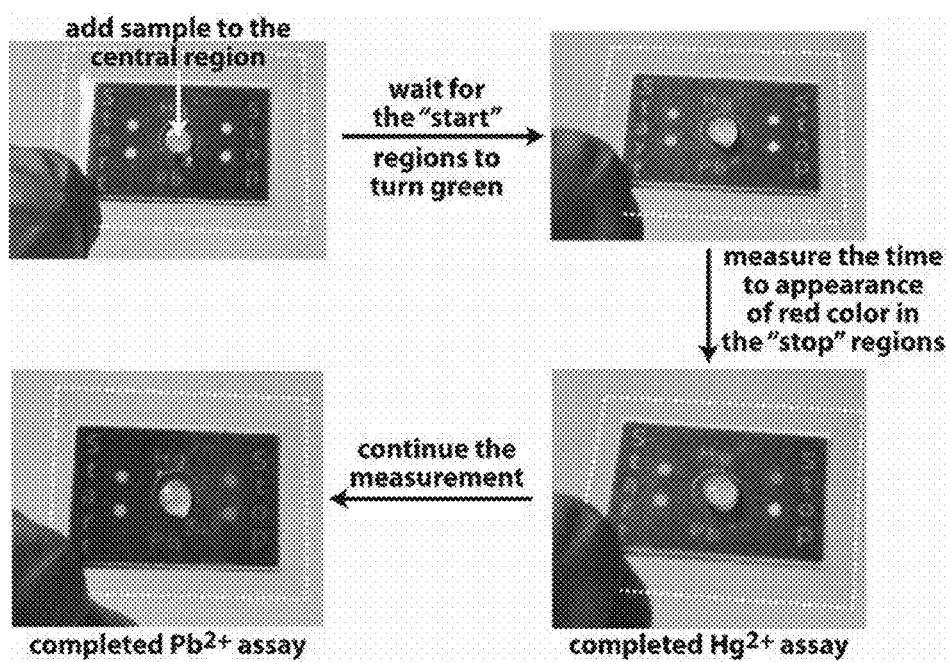 add sample to the
central region
wait for
the "start"
regions to
turn green
measure the time
to appearance
of red color in
the "stop" regions
continue the
measurement
completed Pb2+ assay
completed Hg2+ assay